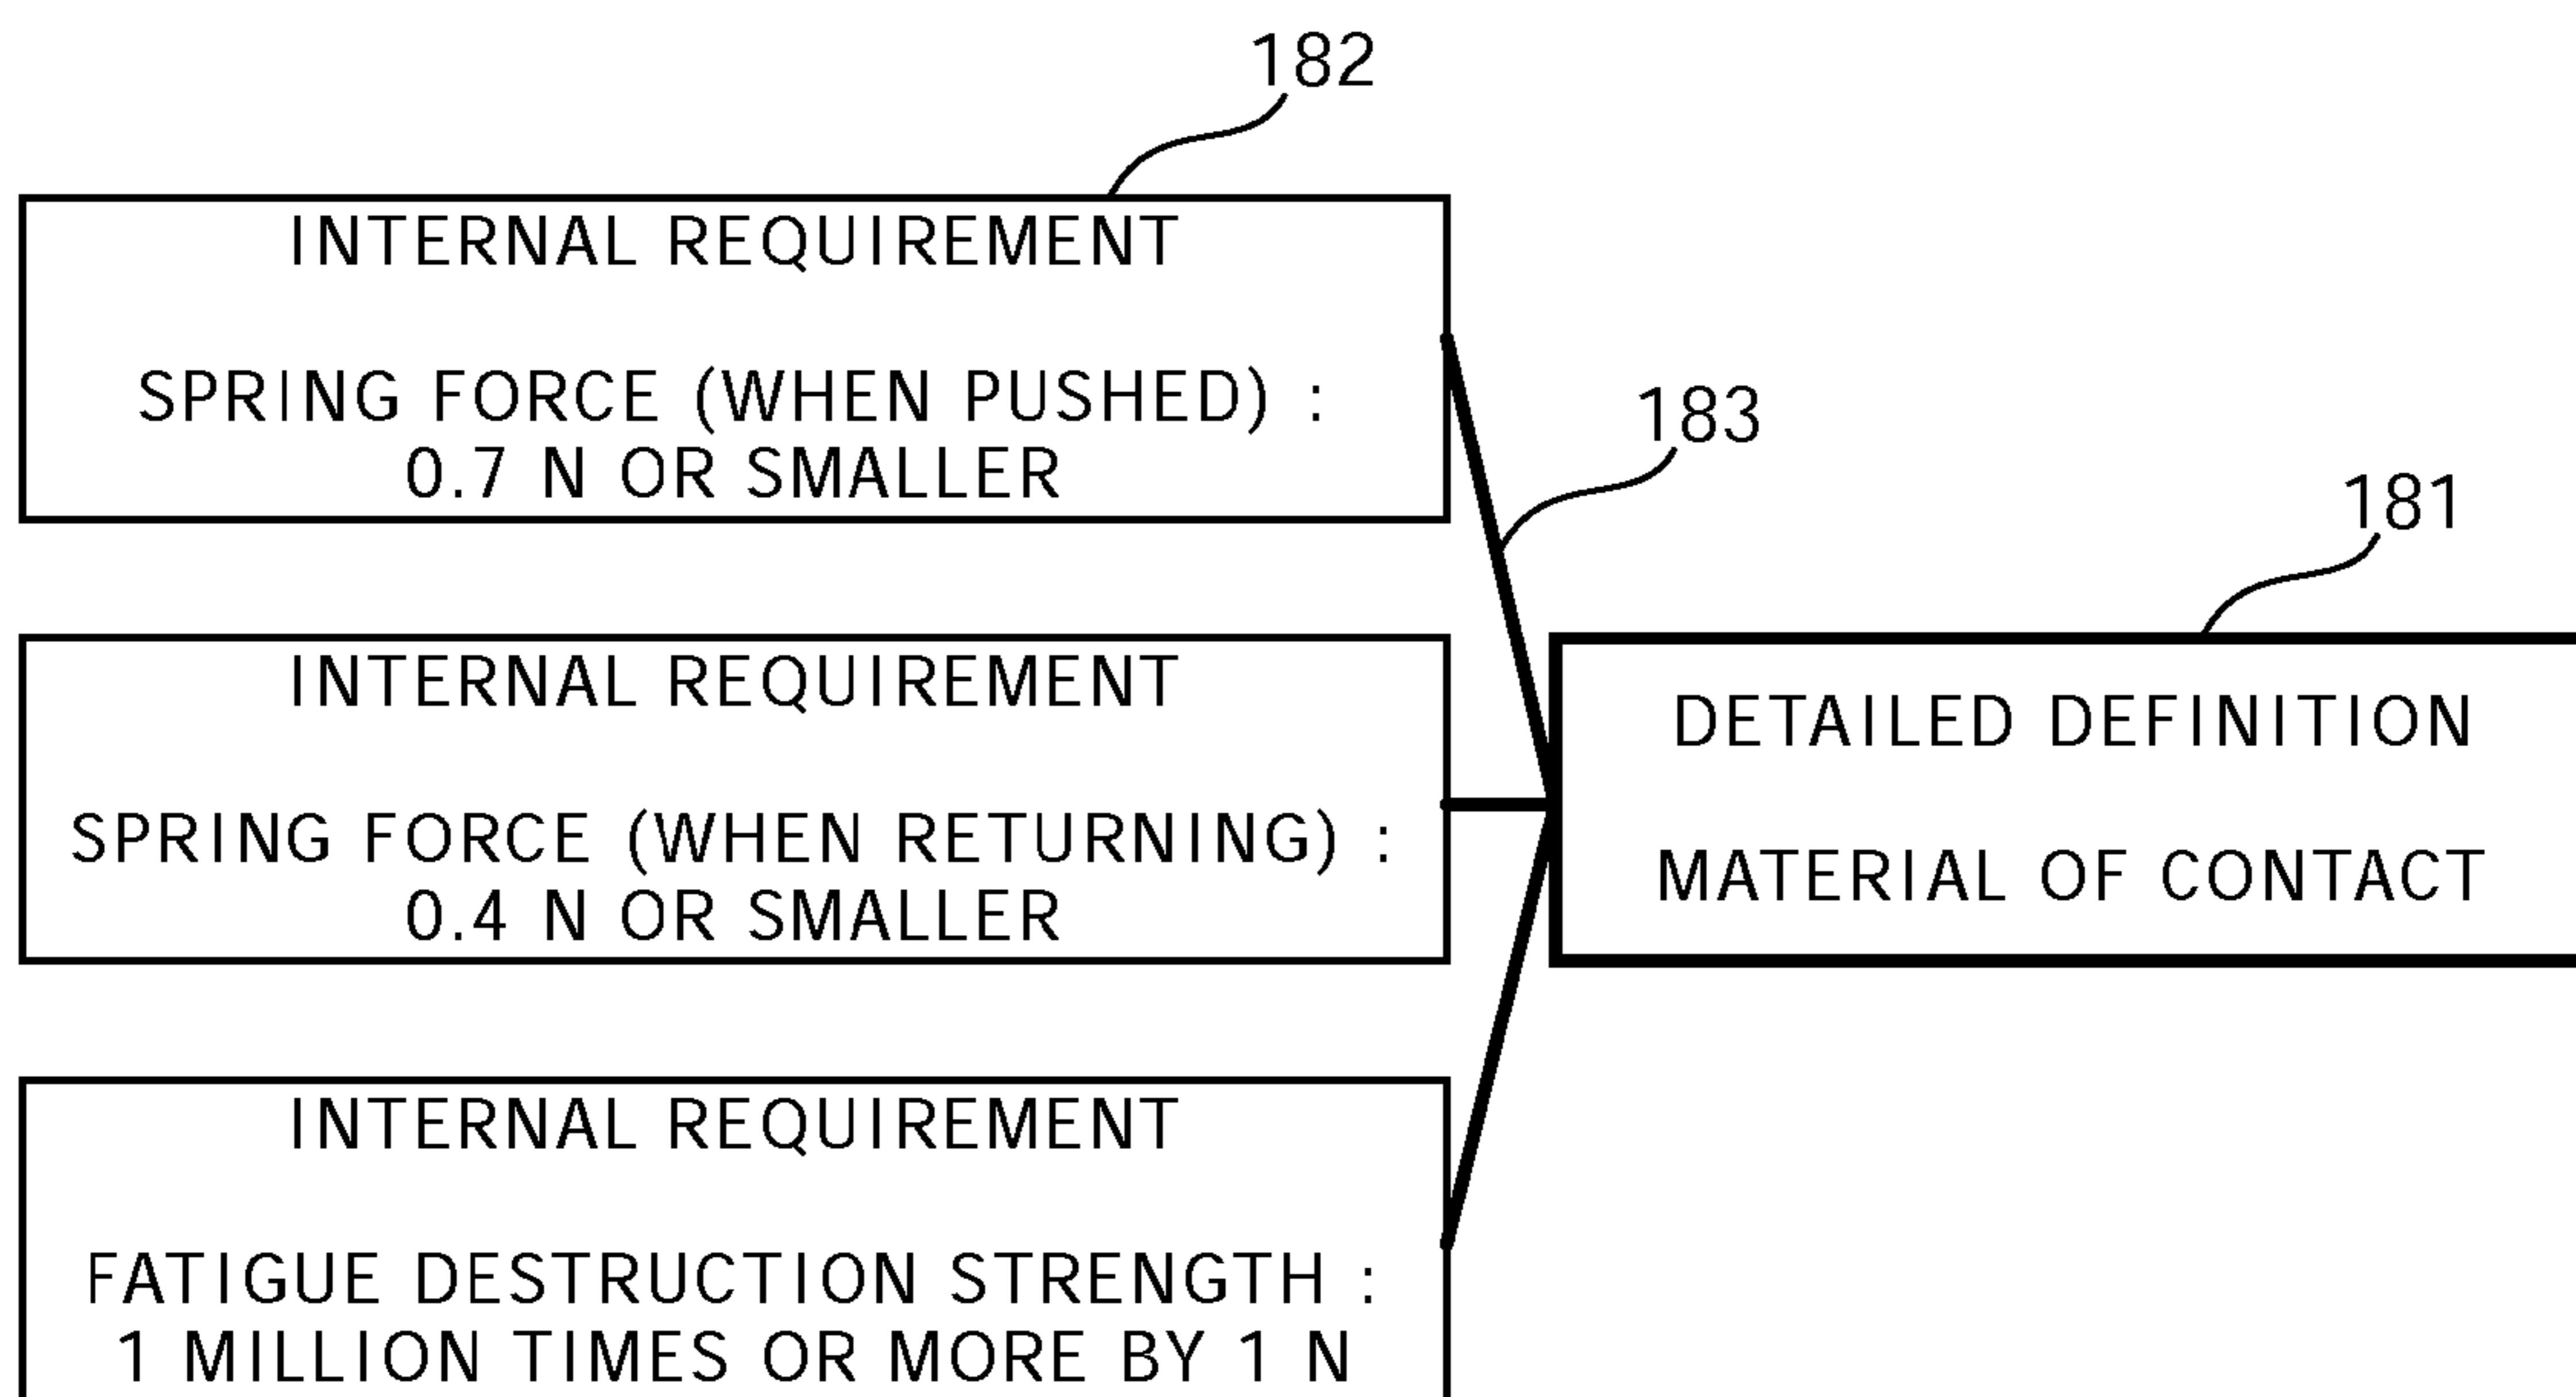 182
INTERNAL REQUIREMENT
SPRING FORCE (WHEN PUSHED) :
0.7 N OR SMALLER
183
181
INTERNAL REQUIREMENT
SPRING FORCE (WHEN RETURNING) :
0.4 N OR SMALLER
DETAILED DEFINITION
MATERIAL OF CONTACT
INTERNAL REQUIREMENT
FATIGUE DESTRUCTION STRENGTH :
1 MILLION TIMES OR MORE BY 1 N